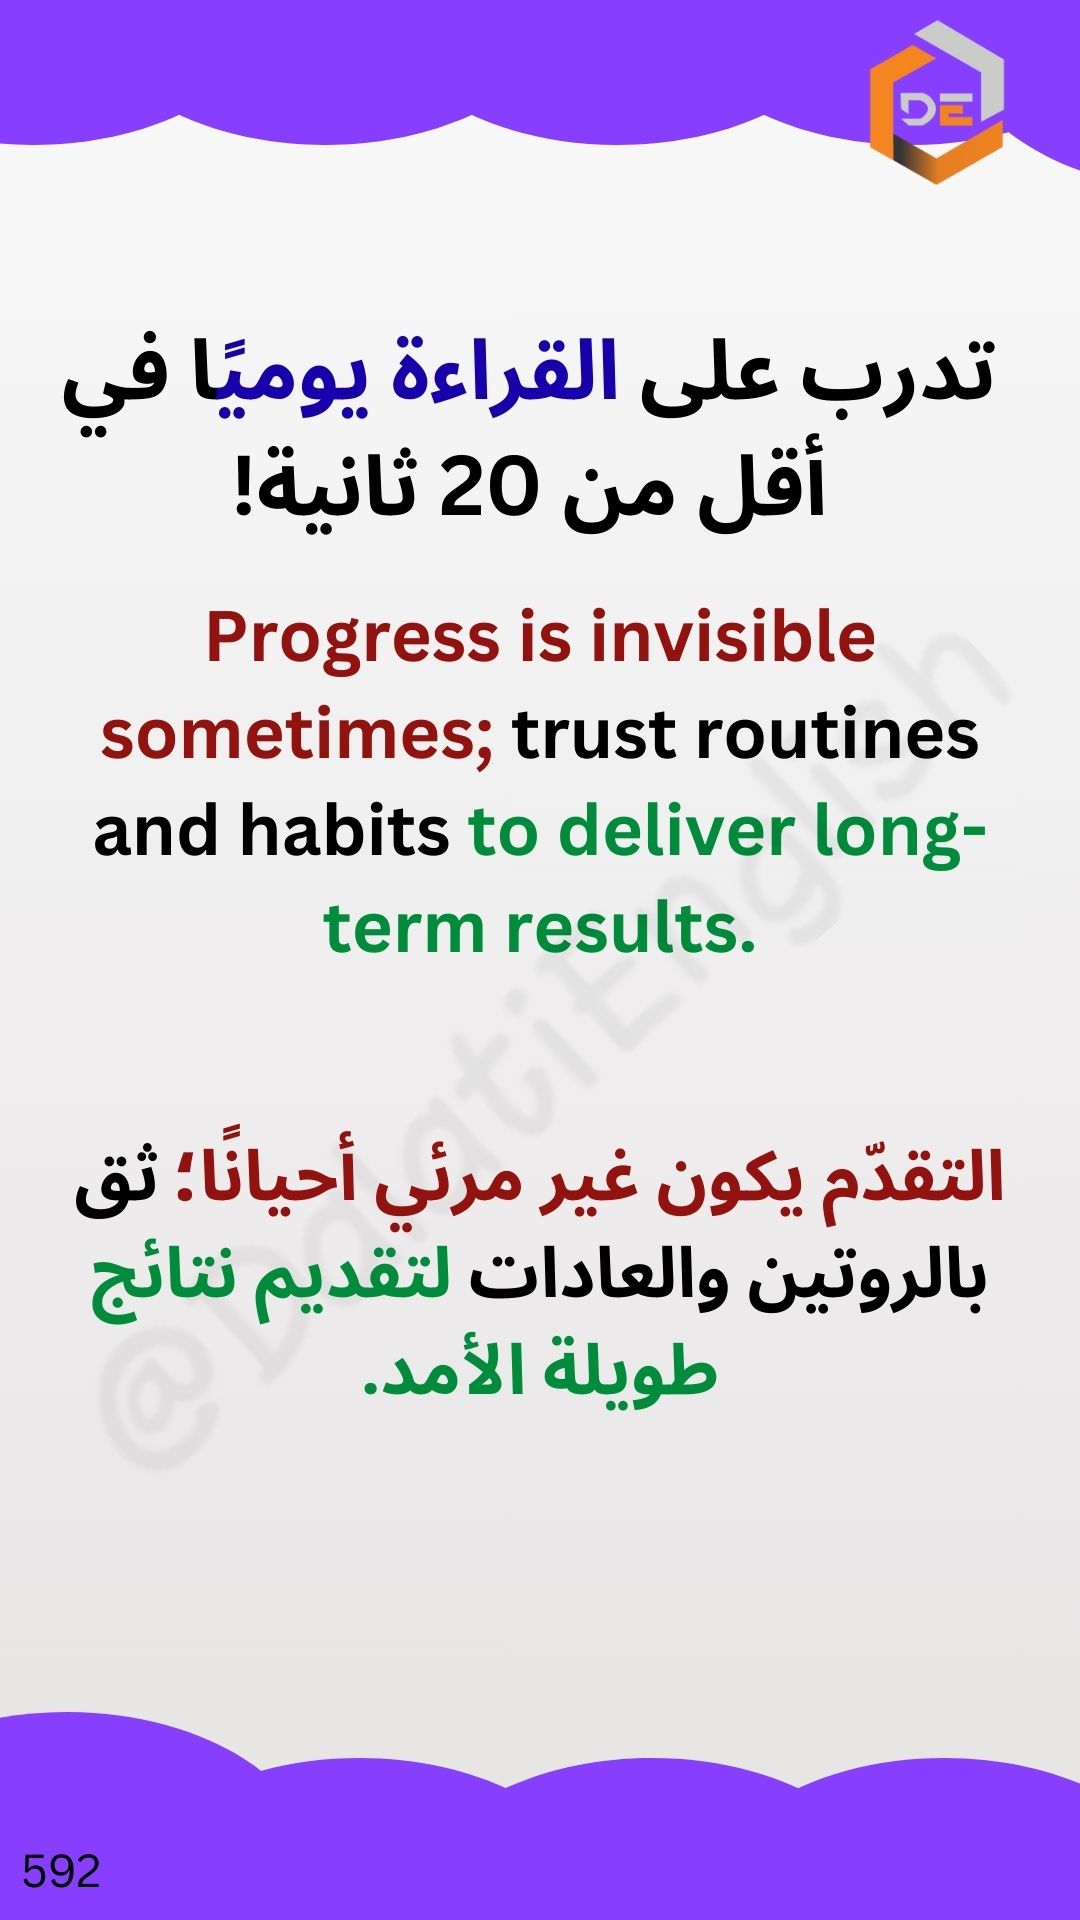 DE
تدرب على القراءة يوميًا في
أقل من 20 ثانية!
Progress is invisible
sometimes; trust routines
and habits to deliver long-
term results.
التقدّم يكون غير مرئي أحيانًا؛ ثق
بالروتين والعادات لتقديم نتائج
طويلة الأمد.
@DdatiEnglish
592